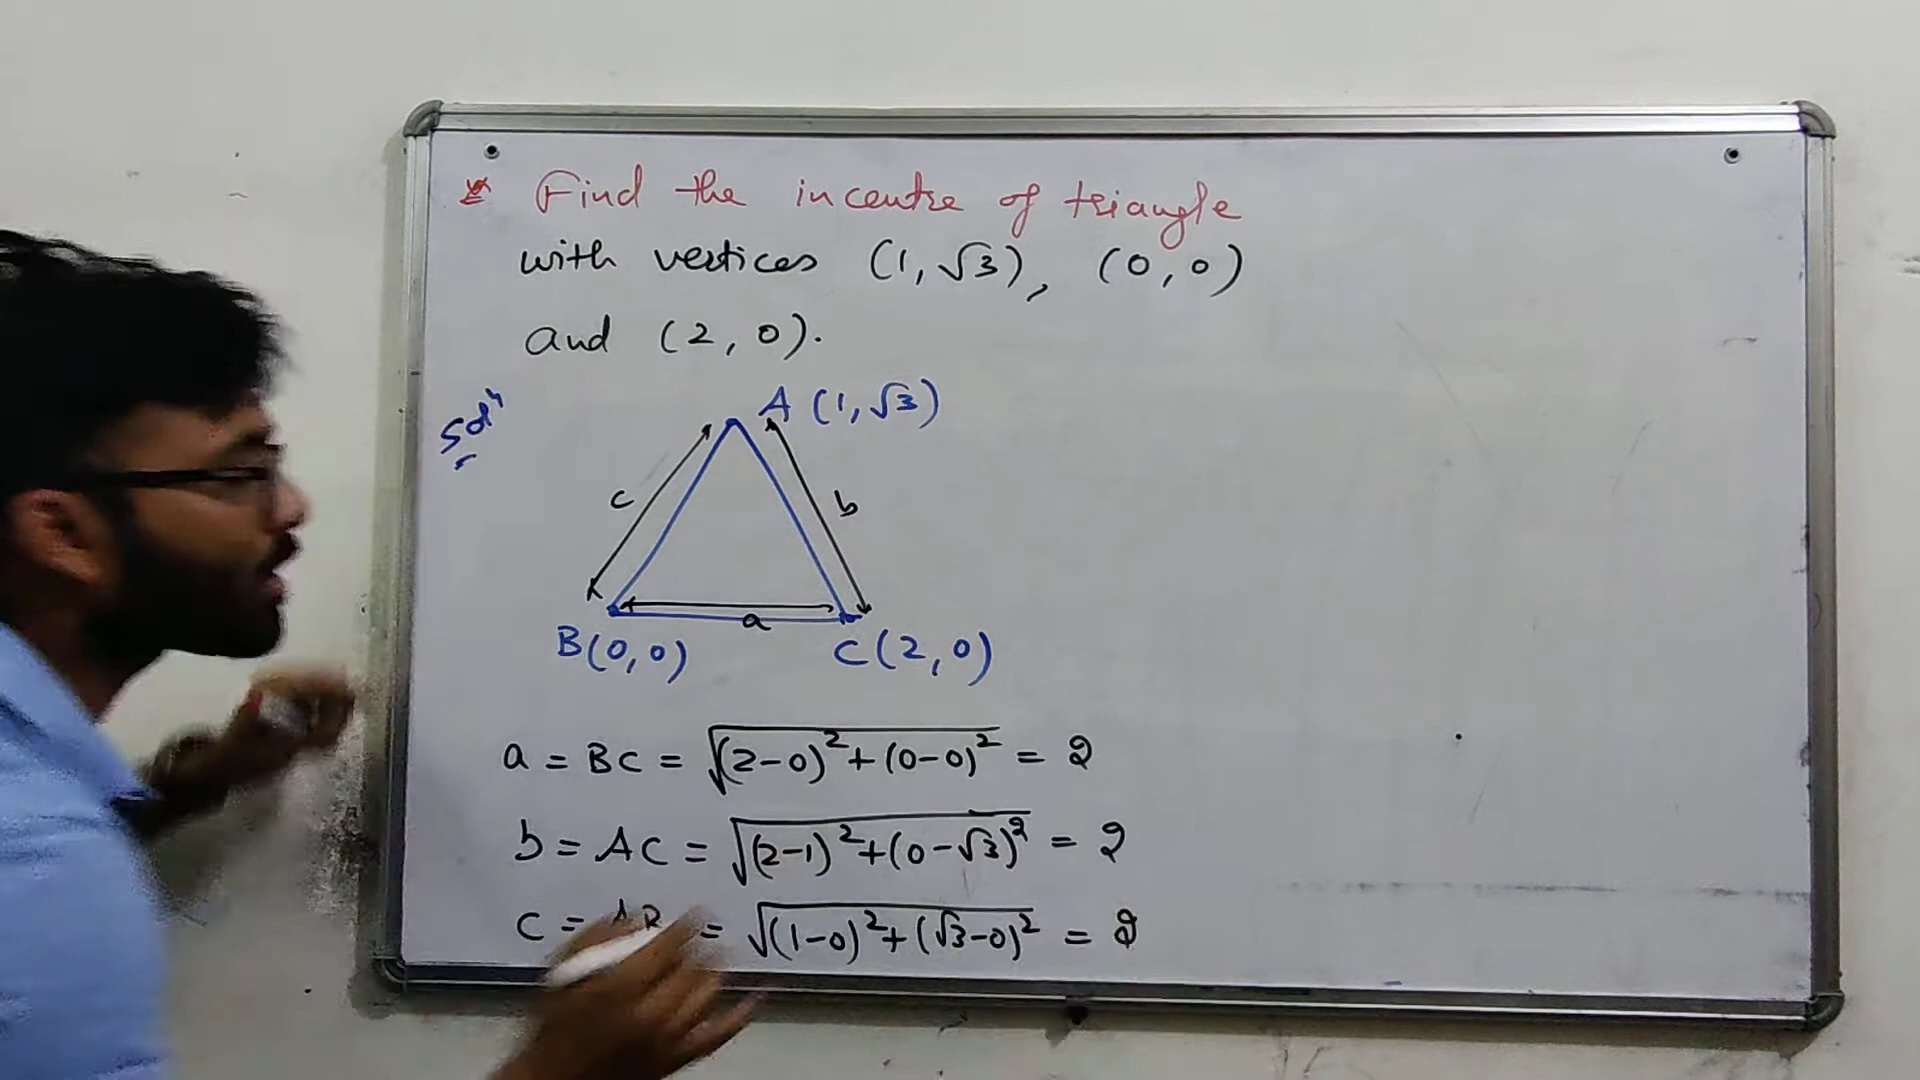 Find the incentre of triangle
with vertices (1, √3), (0, 0)
and (2, 0).
Solⁿ
A (1, √3)
c
b
a
B(0, 0)
C(2, 0)
a = BC = √(2-0)²+(0-0)² = 2
b = AC = √(2-1)²+(0-√3)² = 2
c = AB = √(1-0)²+(√3-0)² = 2